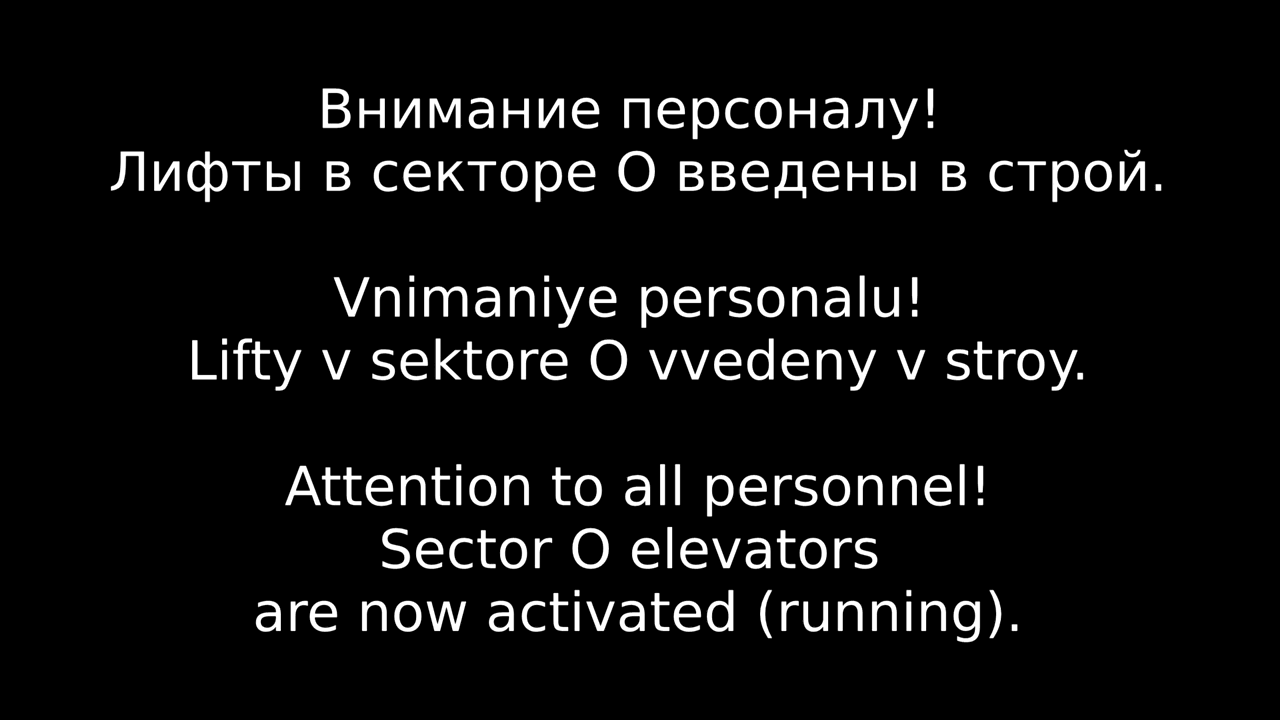 Внимание персоналу!
Лифты в секторе О введены в строй.
Vnimaniye personalu!
Lifty v sektore O vvedeny v stroy.
Attention to all personnel!
Sector O elevators
are now activated (running).